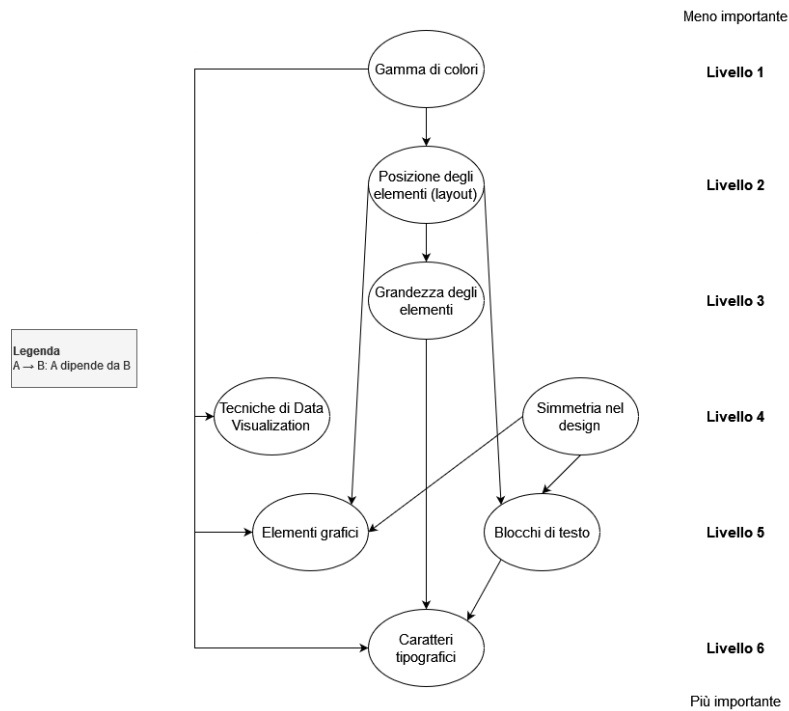 Meno importante
Gamma di colori
Livello 1
Posizione degli
elementi (layout)
Livello 2
Grandezza degli
elementi
Livello 3
Legenda
A → B: A dipende da B
Tecniche di Data
Visualization
Simmetria nel
design
Livello 4
Elementi grafici
Blocchi di testo
Livello 5
Caratteri
tipografici
Livello 6
Più importante